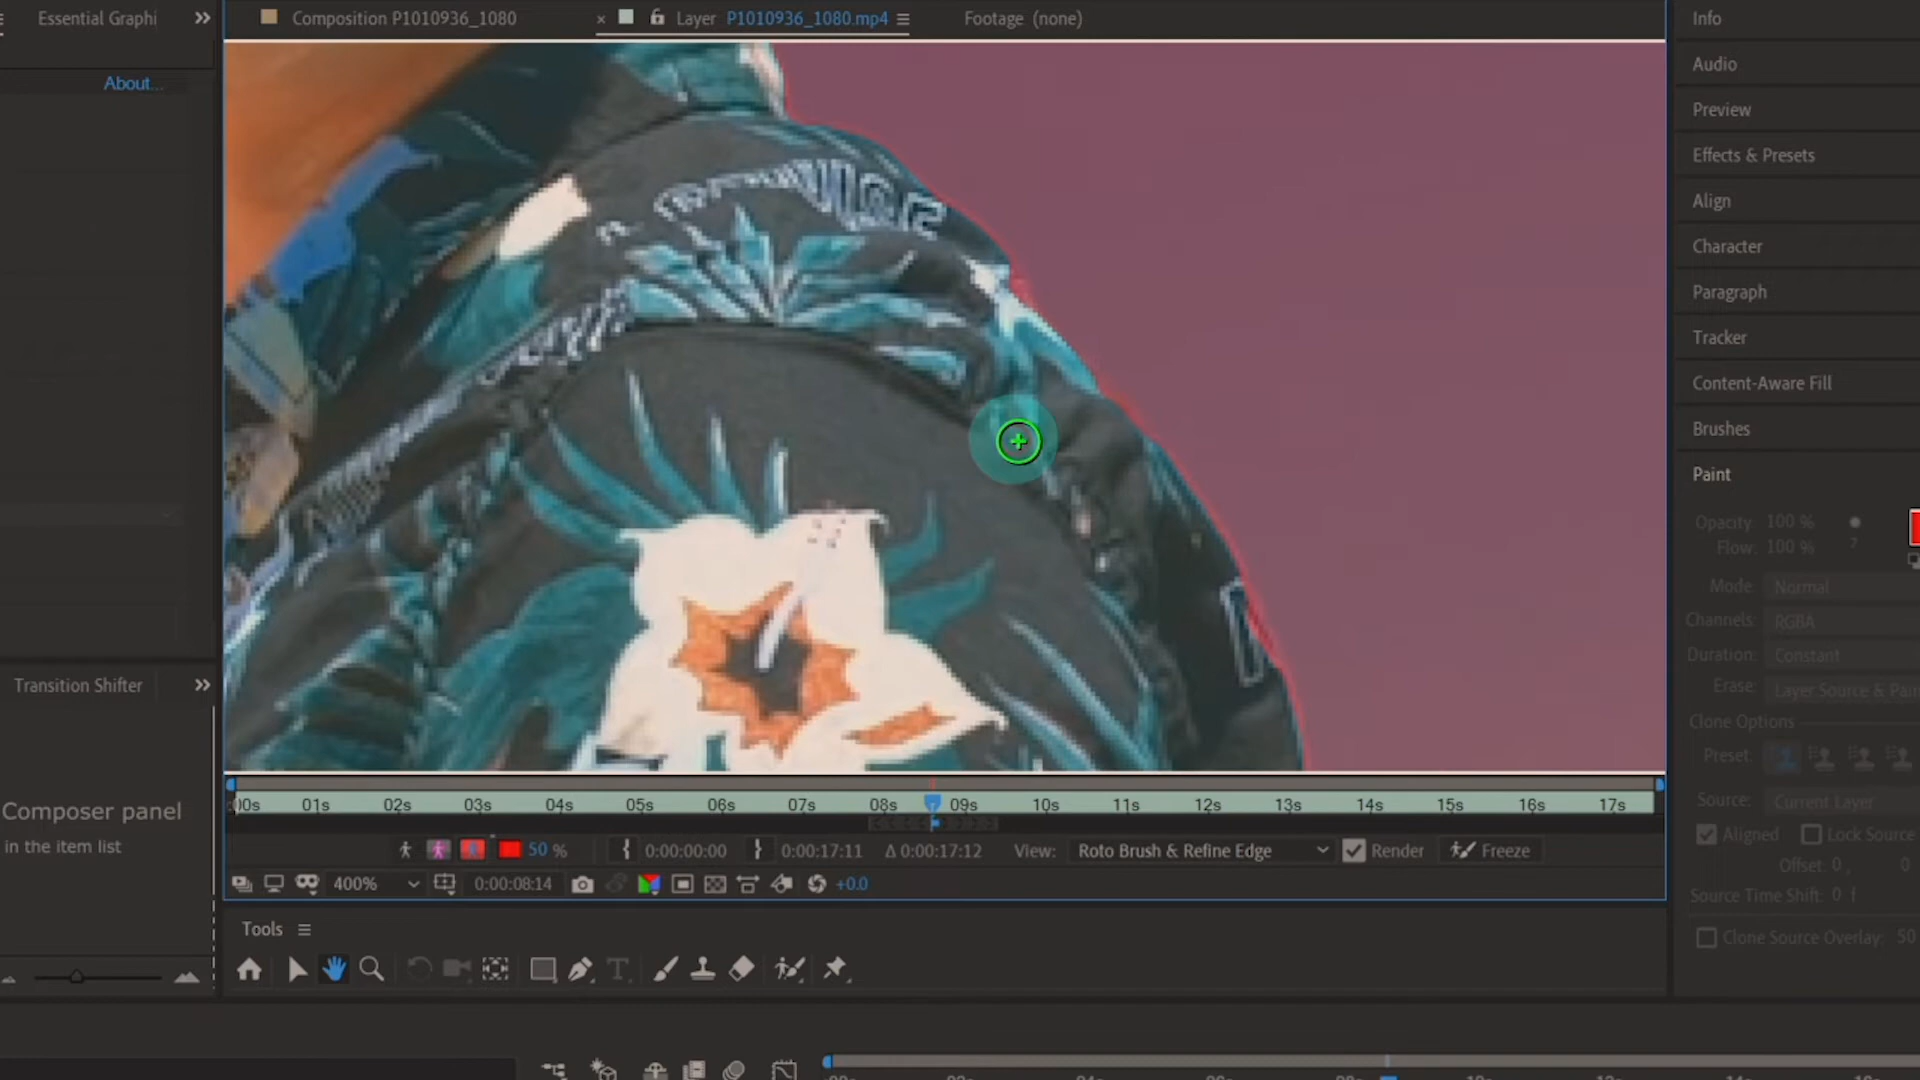 Essential Graphi
Composition P1010936_1080
Layer P1010936_1080.mp4
Footage (none)
Info
About...
Audio
Preview
Effects & Presets
Align
Character
Paragraph
Tracker
Content-Aware Fill
Brushes
Paint
Opacity: 100 %
Flow: 100 %
7
Mode: Normal
Channels: RGBA
Duration: Constant
Erase: Layer Source & Pain
Clone Options
Preset:
Source: Current Layer
Aligned
Lock Source
Offset: 0 , 0
Source Time Shift: 0 f
Clone Source Overlay: 50
Transition Shifter
Composer panel
in the item list
00s 01s 02s 03s 04s 05s 06s 07s 08s 09s 10s 11s 12s 13s 14s 15s 16s 17s
50 %
0:00:00:00
0:00:17:11
Δ 0:00:17:12
View: Roto Brush & Refine Edge
Render
Freeze
400%
0:00:08:14
+0.0
Tools